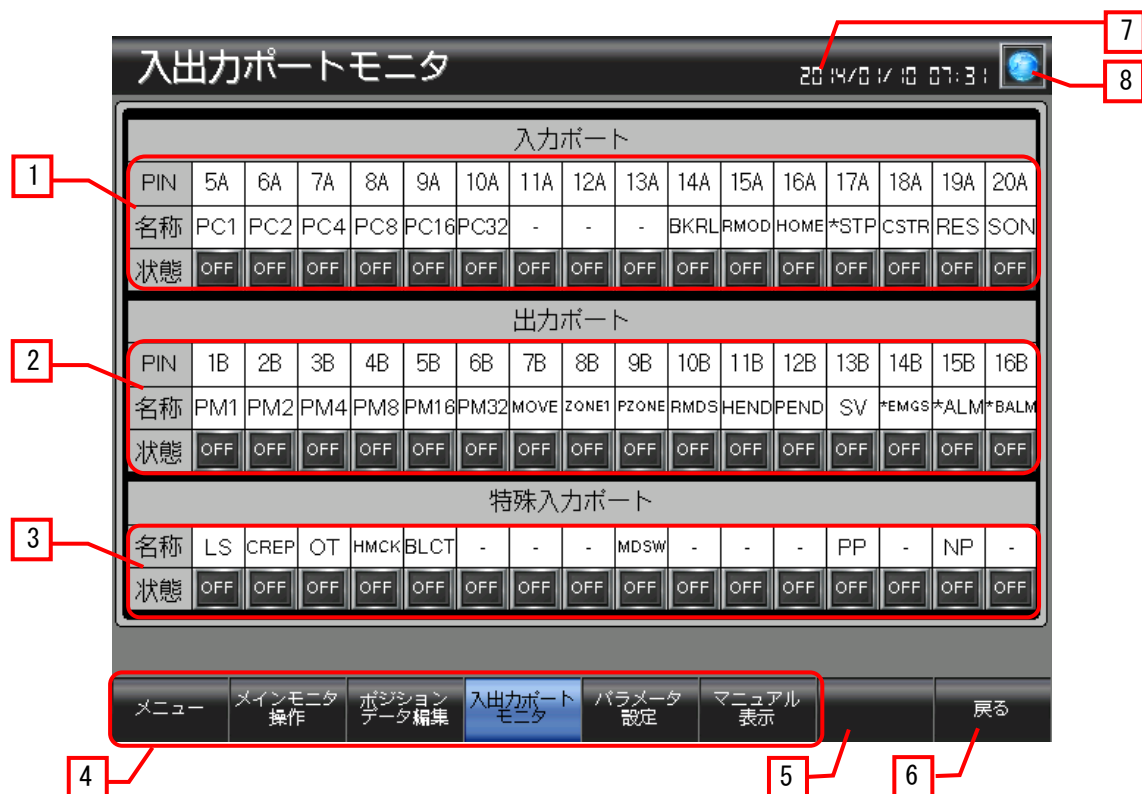 7
入出力ポートモニタ 2014/01/10 07:31
8
入力ポート
1
PIN 5A 6A 7A 8A 9A 10A 11A 12A 13A 14A 15A 16A 17A 18A 19A 20A
名称 PC1 PC2 PC4 PC8 PC16 PC32 - - - BKRL RMOD HOME *STP CSTR RES SON
状態 OFF OFF OFF OFF OFF OFF OFF OFF OFF OFF OFF OFF OFF OFF OFF OFF
出力ポート
2
PIN 1B 2B 3B 4B 5B 6B 7B 8B 9B 10B 11B 12B 13B 14B 15B 16B
名称 PM1 PM2 PM4 PM8 PM16 PM32 MOVE ZONE1 PZONE RMDS HEND PEND SV *EMGS *ALM *BALM
状態 OFF OFF OFF OFF OFF OFF OFF OFF OFF OFF OFF OFF OFF OFF OFF OFF
特殊入力ポート
3
名称 LS CREP OT HMCK BLCT - - - MDSW - - - PP - NP -
状態 OFF OFF OFF OFF OFF OFF OFF OFF OFF OFF OFF OFF OFF OFF OFF OFF
メニュー
メインモニタ
操作
ポジション
データ編集
入出力ポート
モニタ
パラメータ
設定
マニュアル
表示
戻る
4
5
6